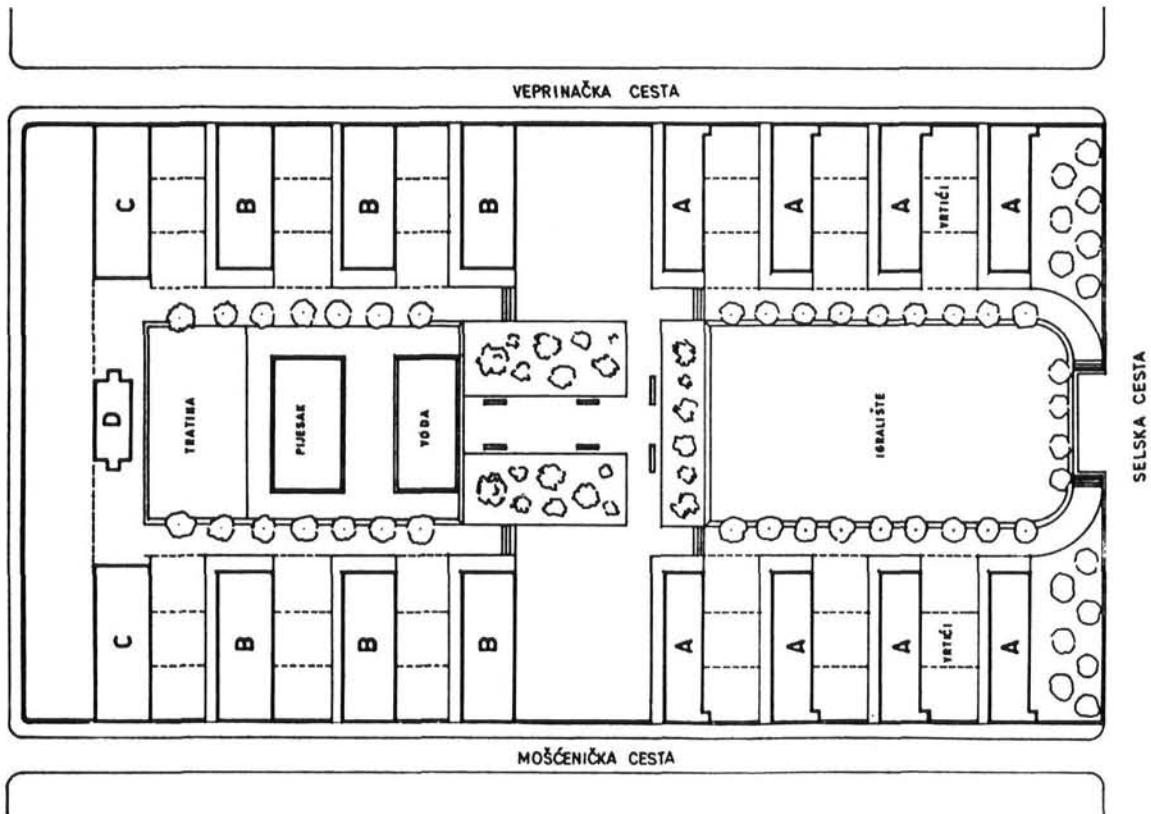 VEPRINAČKA CESTA
C
B
B
B
A
A
A
VRTIĆI
A
D
TRATINA
PIJESAK
VODA
IGRALIŠTE
SELSKA CESTA
C
B
B
B
A
A
A
VRTIĆI
A
MOŠĆENIČKA CESTA